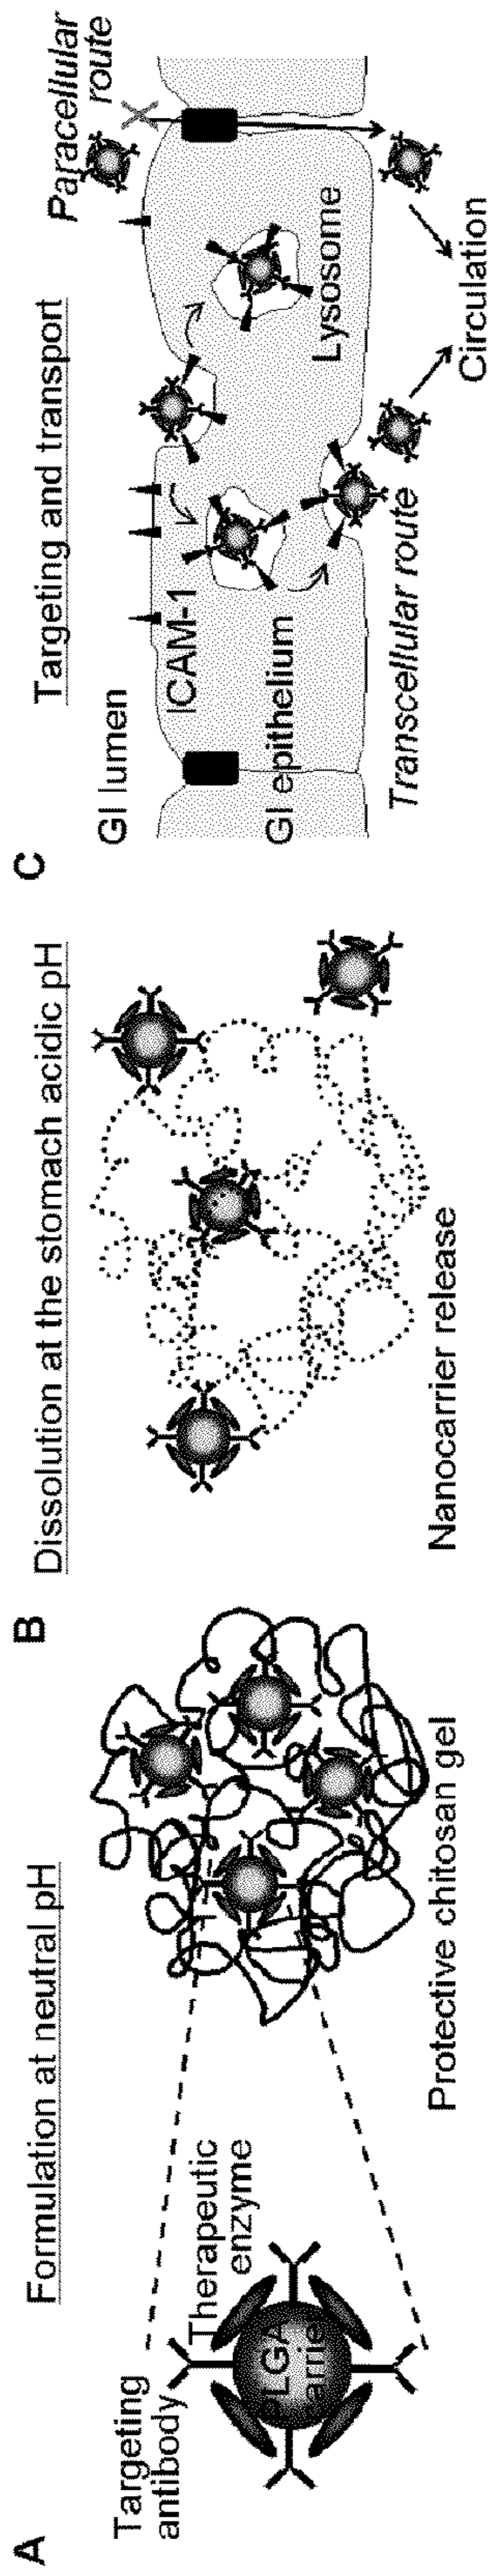 A
Formulation at neutral pH
Targeting
antibody
Therapeutic
enzyme
PLGA
carrie
Protective chitosan gel
B
Dissolution at the stomach acidic pH
Nanocarrier release
C
Targeting and transport
GI lumen
Paracellular
route
ICAM-1
GI epithelium
Lysosome
Transcellular route
Circulation